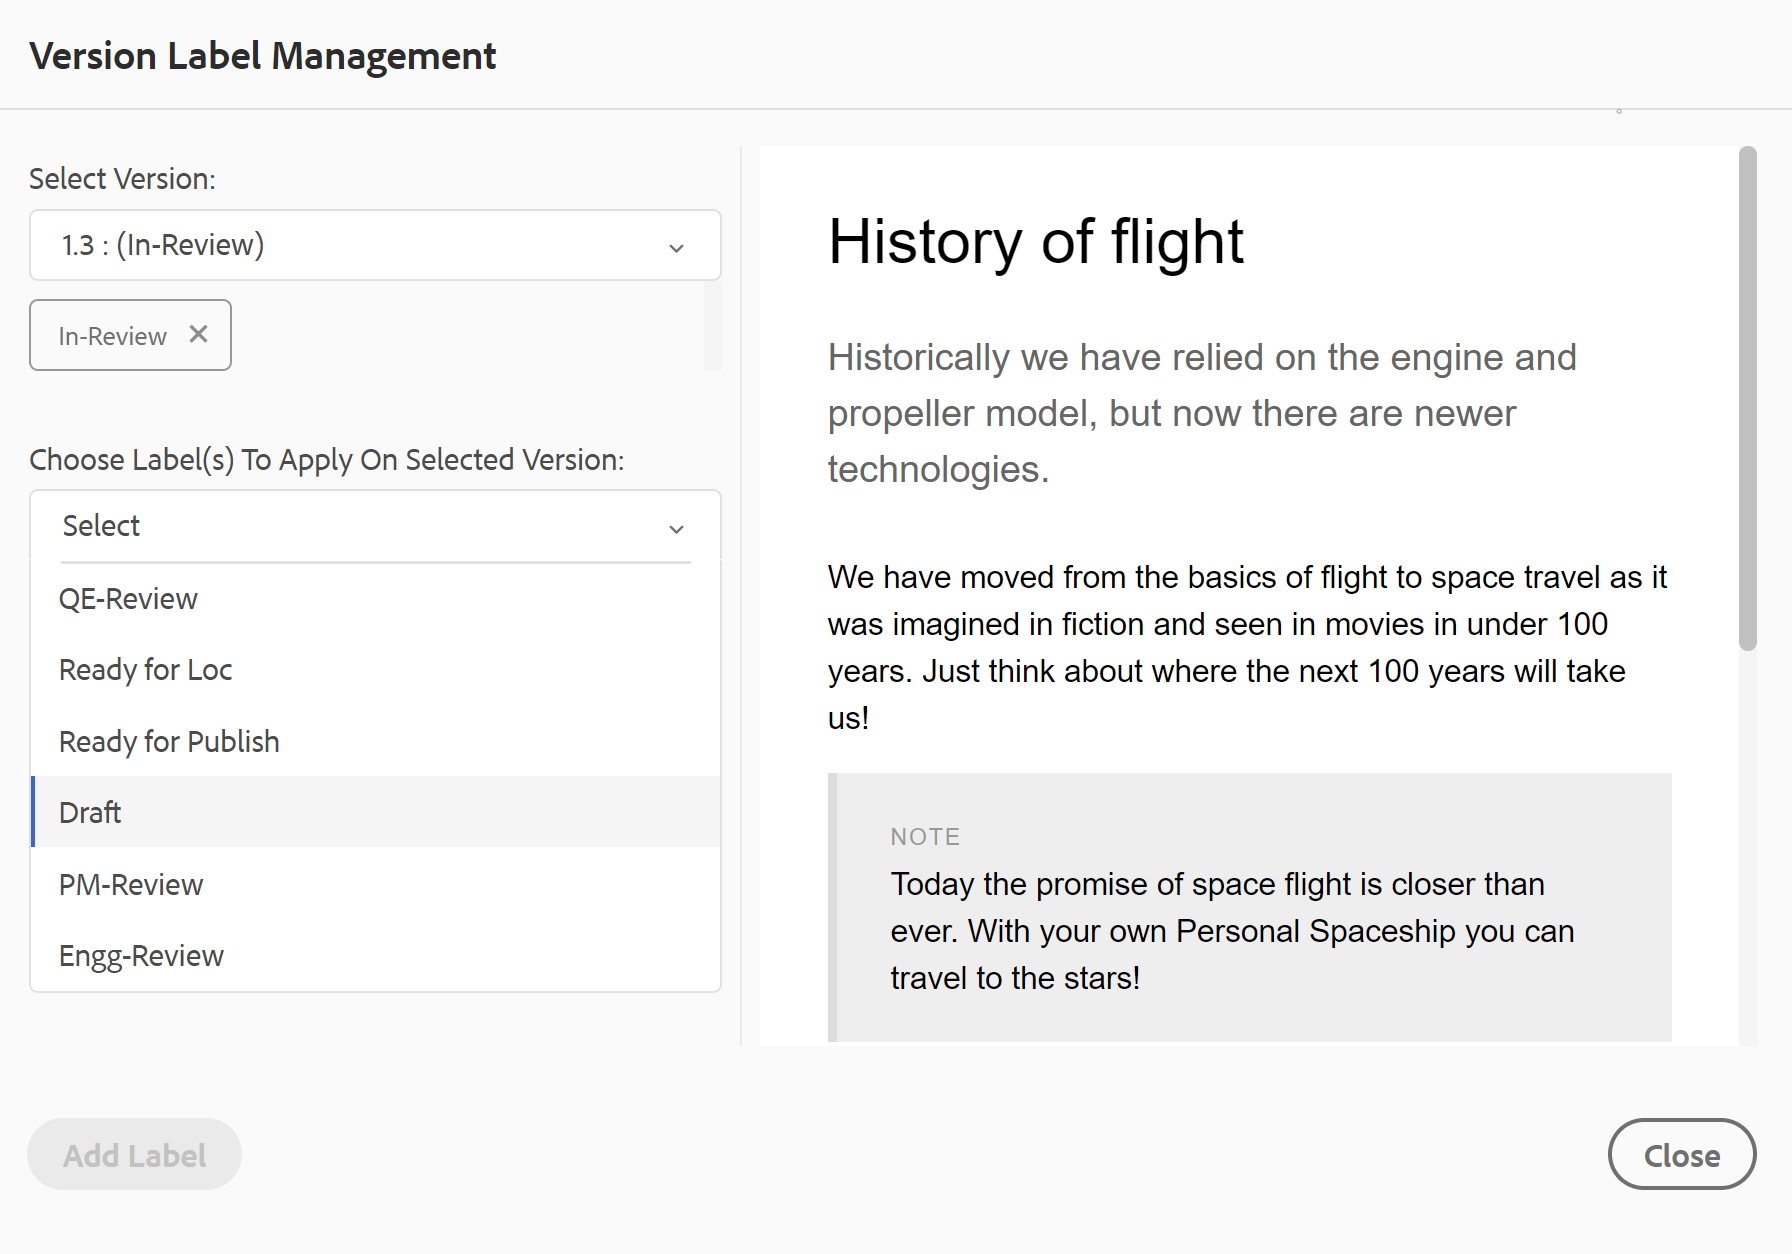 Version Label Management
Select Version:
1.3 : (In-Review)
In-Review
Choose Label(s) To Apply On Selected Version:
Select
QE-Review
Ready for Loc
Ready for Publish
Draft
PM-Review
Engg-Review
History of flight
Historically we have relied on the engine and
propeller model, but now there are newer
technologies.
We have moved from the basics of flight to space travel as it
was imagined in fiction and seen in movies in under 100
years. Just think about where the next 100 years will take
us!
NOTE
Today the promise of space flight is closer than
ever. With your own Personal Spaceship you can
travel to the stars!
Add Label
Close